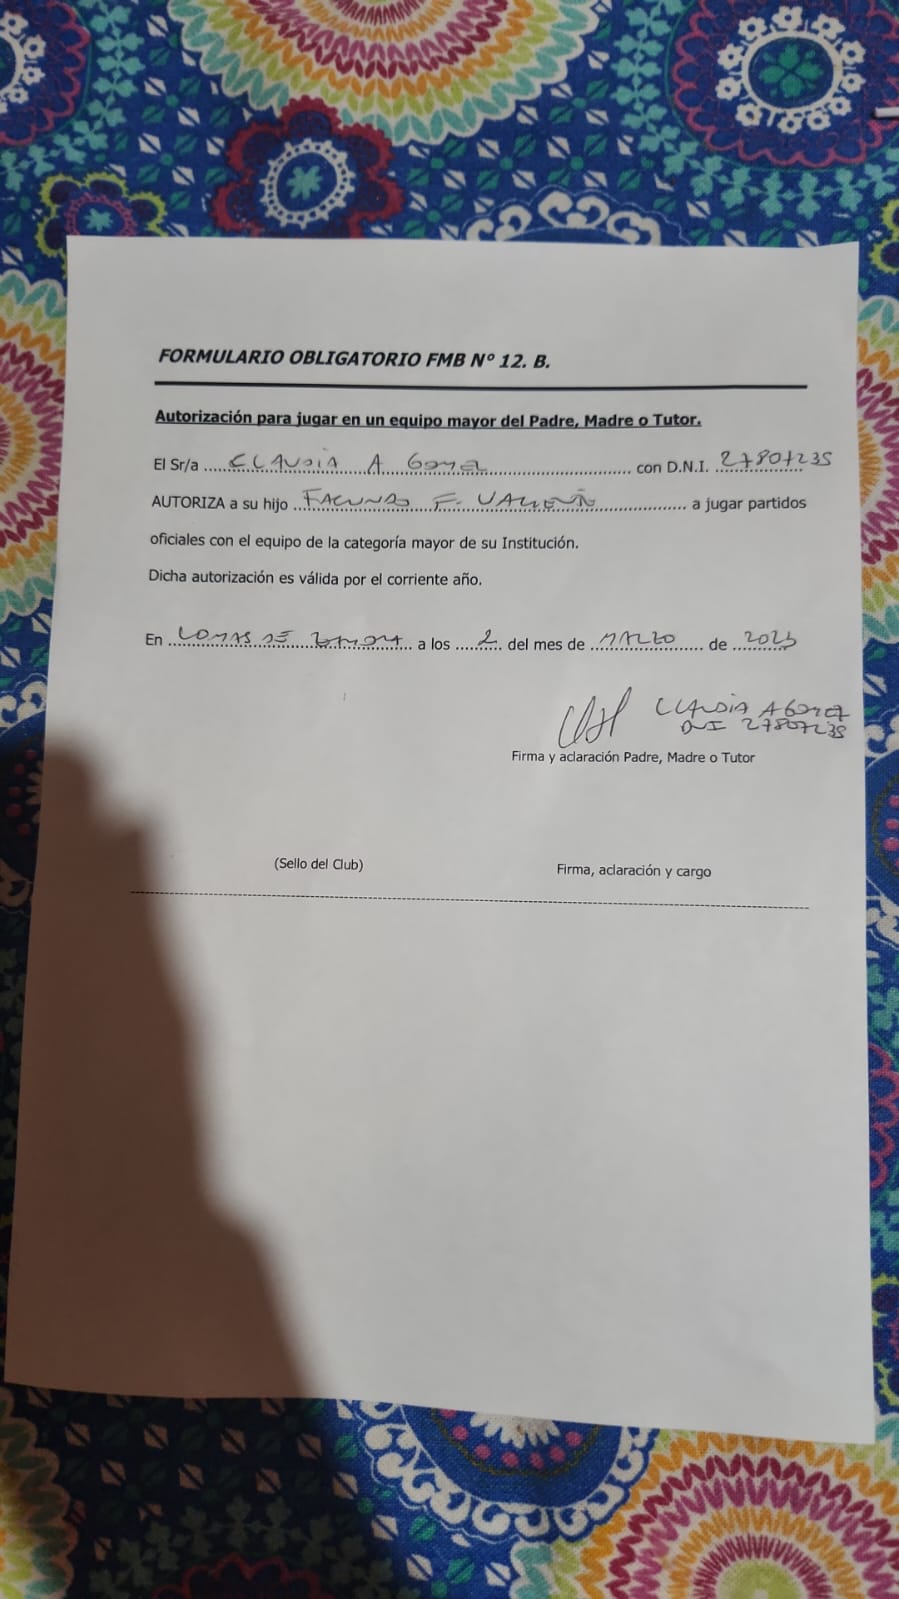 FORMULARIO OBLIGATORIO FMB Nº 12. B.
Autorización para jugar en un equipo mayor del Padre, Madre o Tutor.
El Sr/a CLAUDIA A GOMEZ con D.N.I. 27807235
AUTORIZA a su hijo FACUNDO F. a jugar partidos
oficiales con el equipo de la categoría mayor de su Institución.
Dicha autorización es válida por el corriente año.
En LOMAS DE ZAMORA a los 2 del mes de MARZO de
CLAUDIA A GOMEZ
DNI 27807235
Firma y aclaración Padre, Madre o Tutor
(Sello del Club) Firma, aclaración y cargo